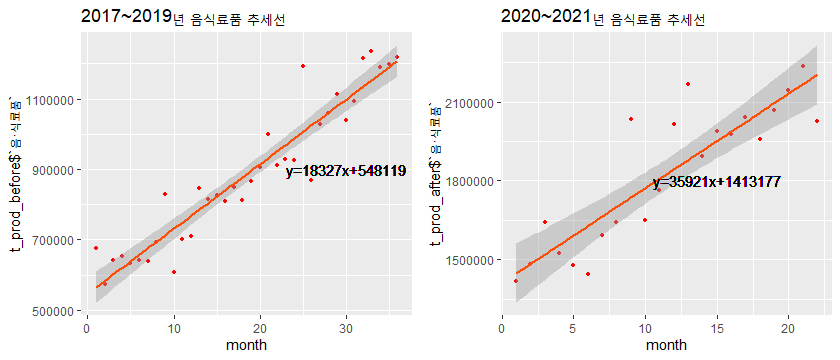 2017~2019년 음식료품 추세선
t_prod_before$`음·식료품`
1100000
900000
700000
500000
y=18327x+548119
0
10
20
30
month
2020~2021년 음식료품 추세선
t_prod_after$`음·식료품`
2100000
1800000
1500000
y=35921x+1413177
0
5
10
15
20
month